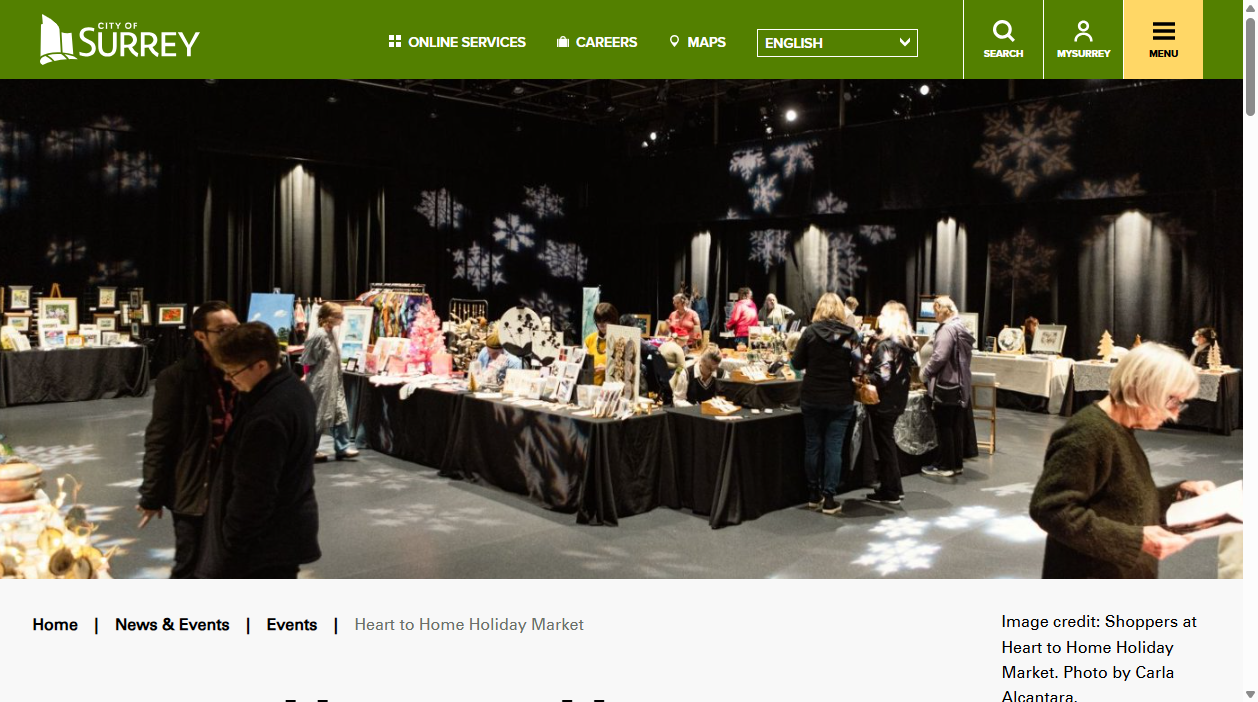 CITY OF
SURREY
ONLINE SERVICES
CAREERS
MAPS
ENGLISH
SEARCH
MYSURREY
MENU
Home | News & Events | Events | Heart to Home Holiday Market
Image credit: Shoppers at
Heart to Home Holiday
Market. Photo by Carla
Alcantara.